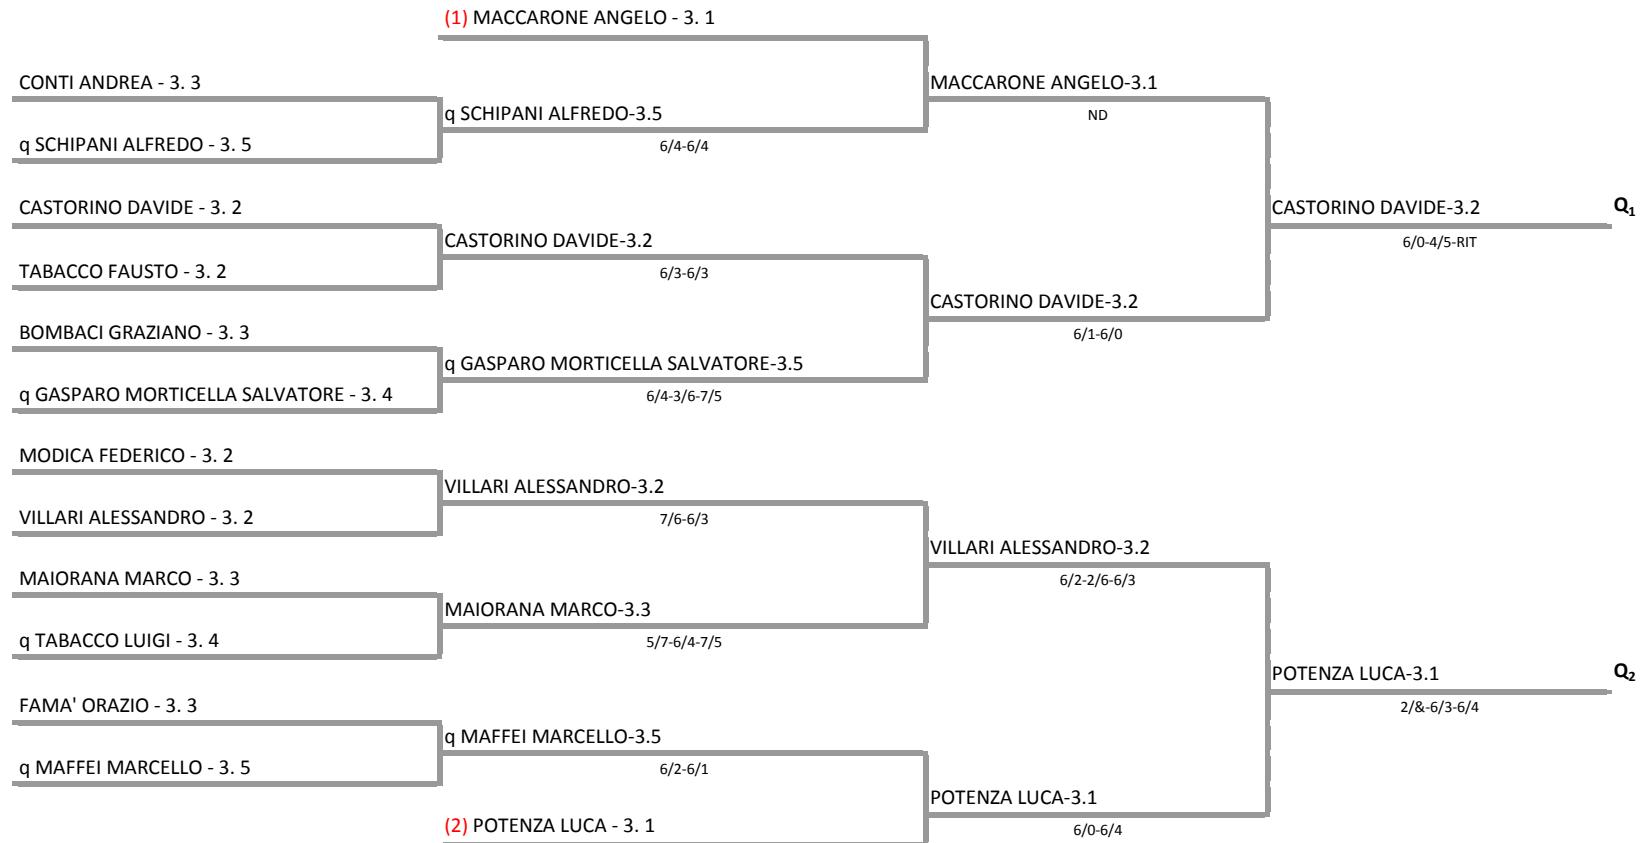 (1) MACCARONE ANGELO - 3. 1
CONTI ANDREA - 3. 3
MACCARONE ANGELO-3.1
q SCHIPANI ALFREDO-3.5
ND
q SCHIPANI ALFREDO - 3. 5
6/4-6/4
CASTORINO DAVIDE - 3. 2
CASTORINO DAVIDE-3.2
Q1
CASTORINO DAVIDE-3.2
6/0-4/5-RIT
TABACCO FAUSTO - 3. 2
6/3-6/3
CASTORINO DAVIDE-3.2
BOMBACI GRAZIANO - 3. 3
6/1-6/0
q GASPARO MORTICELLA SALVATORE-3.5
q GASPARO MORTICELLA SALVATORE - 3. 4
6/4-3/6-7/5
MODICA FEDERICO - 3. 2
VILLARI ALESSANDRO-3.2
VILLARI ALESSANDRO - 3. 2
7/6-6/3
VILLARI ALESSANDRO-3.2
MAIORANA MARCO - 3. 3
6/2-2/6-6/3
MAIORANA MARCO-3.3
q TABACCO LUIGI - 3. 4
5/7-6/4-7/5
POTENZA LUCA-3.1
Q2
FAMA' ORAZIO - 3. 3
2/&-6/3-6/4
q MAFFEI MARCELLO-3.5
q MAFFEI MARCELLO - 3. 5
6/2-6/1
POTENZA LUCA-3.1
(2) POTENZA LUCA - 3. 1
6/0-6/4